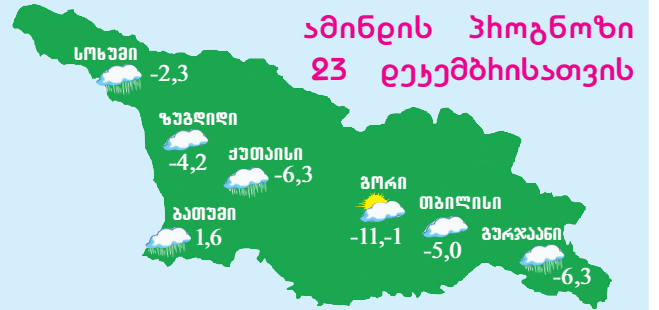 ამინდის პროგნოზი
23 დეკემბრისათვის
სოხუმი
-2,3
ზუგდიდი
-4,2
ქუთაისი
-6,3
ბათუმი
1,6
გორი
-11,-1
თბილისი
-5,0
გურჯაანი
-6,3